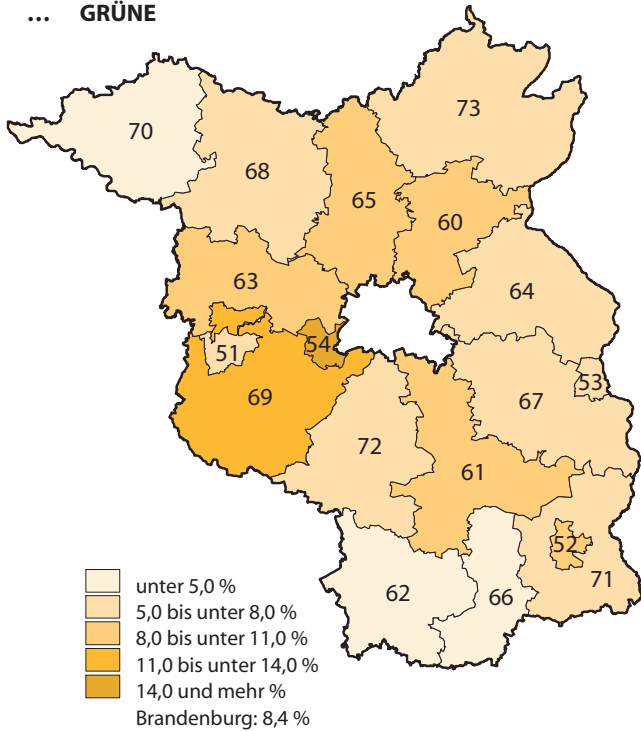 ... GRÜNE
73
70
68
65
60
63
64
54
51
53
69
67
72
61
52
71
62
66
unter 5,0 %
5,0 bis unter 8,0 %
8,0 bis unter 11,0 %
11,0 bis unter 14,0 %
14,0 und mehr %
Brandenburg: 8,4 %